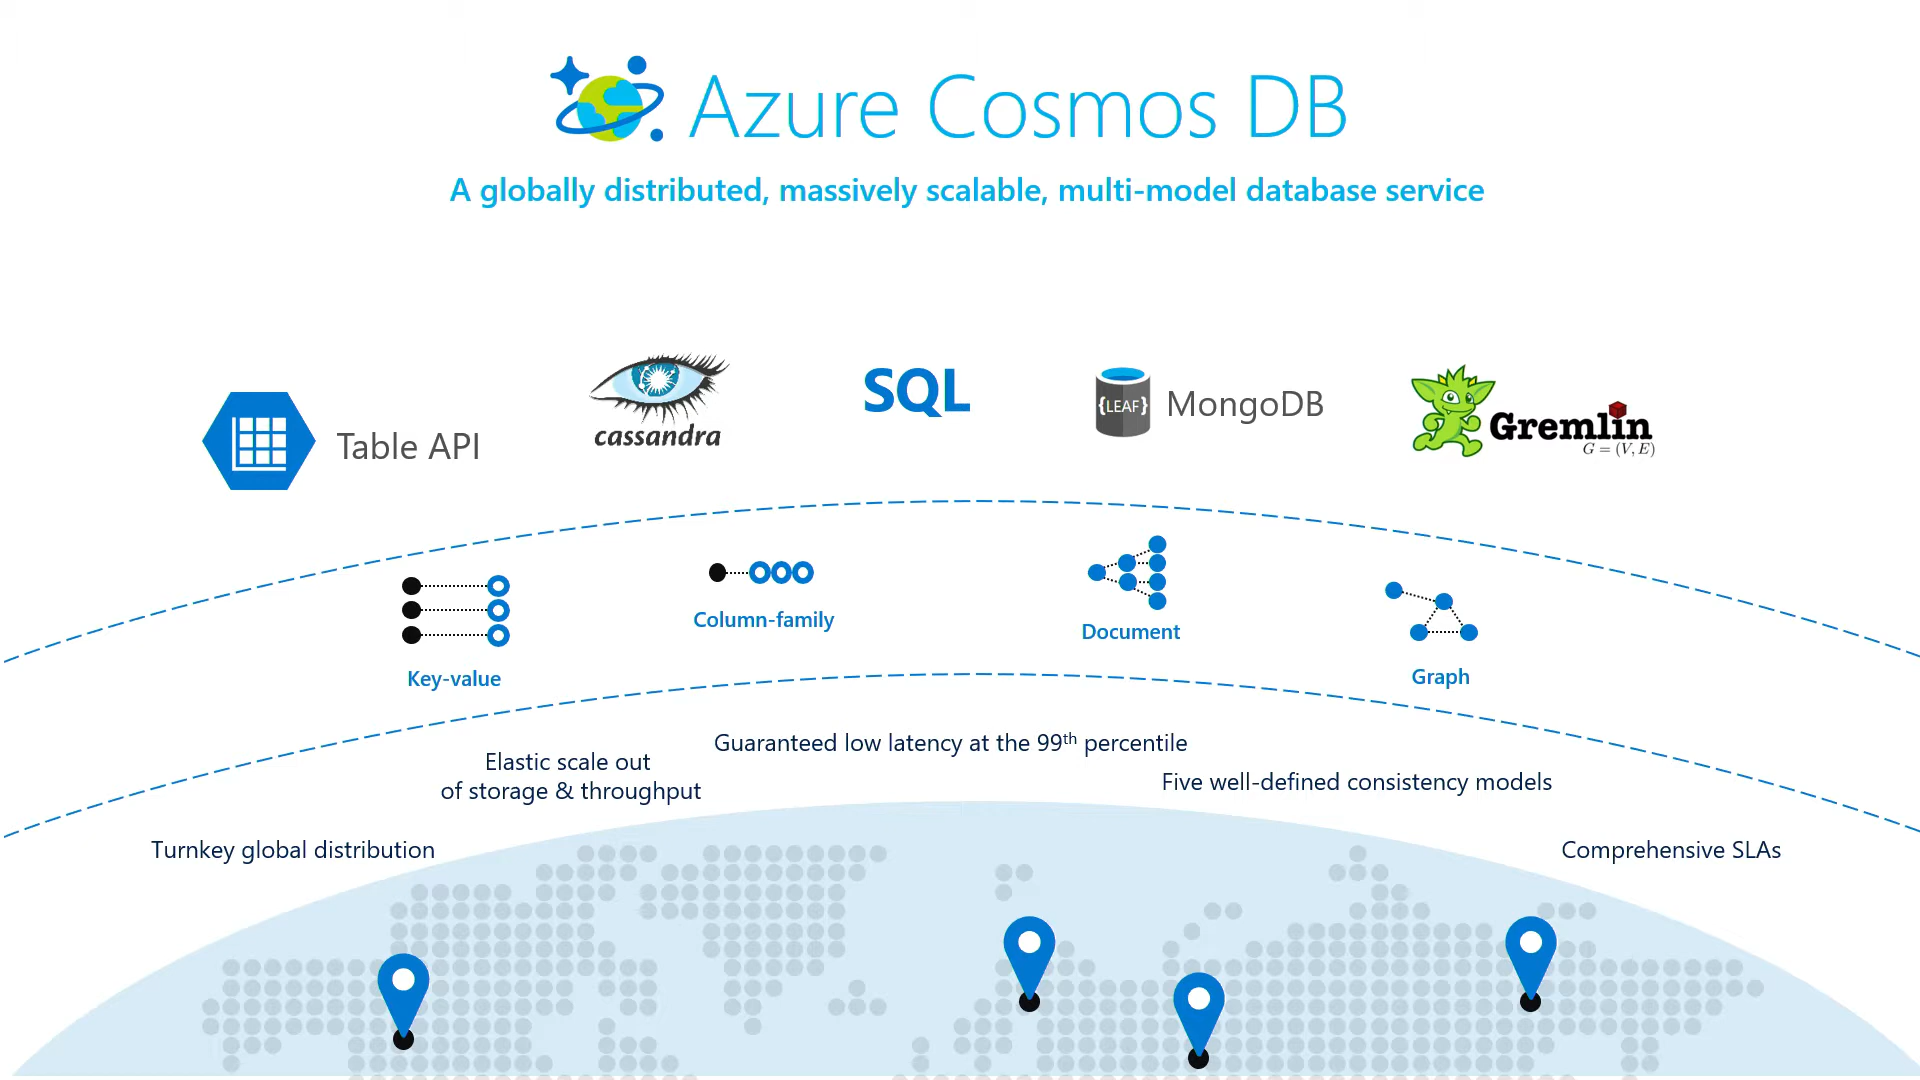 Azure Cosmos DB
A globally distributed, massively scalable, multi-model database service
Table API
cassandra
SQL
{LEAF}
MongoDB
Gremlin
G = (V, E)
Key-value
Column-family
Document
Graph
Turnkey global distribution
Elastic scale out
of storage & throughput
Guaranteed low latency at the 99th percentile
Five well-defined consistency models
Comprehensive SLAs